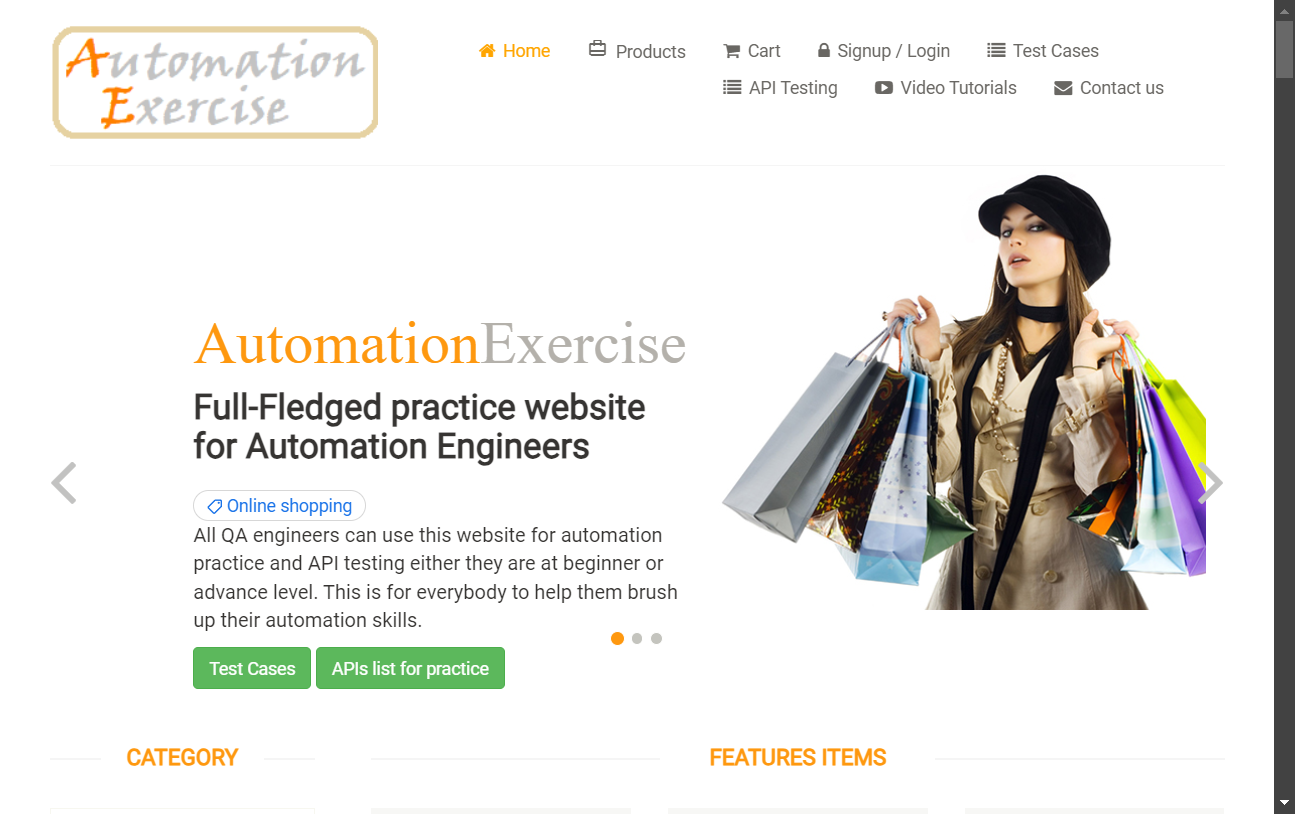 Automation
Exercise
Home
Products
Cart
Signup / Login
Test Cases
API Testing
Video Tutorials
Contact us
AutomationExercise
Full-Fledged practice website
for Automation Engineers
Online shopping
All QA engineers can use this website for automation
practice and API testing either they are at beginner or
advance level. This is for everybody to help them brush
up their automation skills.
Test Cases
APIs list for practice
CATEGORY
FEATURES ITEMS